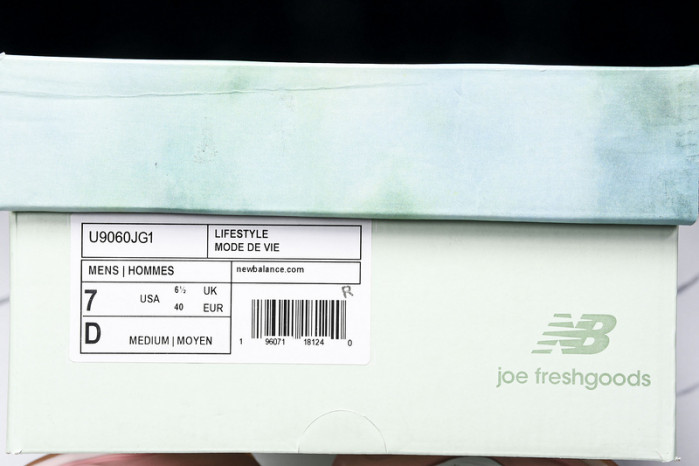 U9060JG1
LIFESTYLE
MODE DE VIE
MENS | HOMMES
newbalance.com
7 USA 6½ UK
40 EUR
D MEDIUM | MOYEN
R
1 96071 18124 0
NB
joe freshgoods